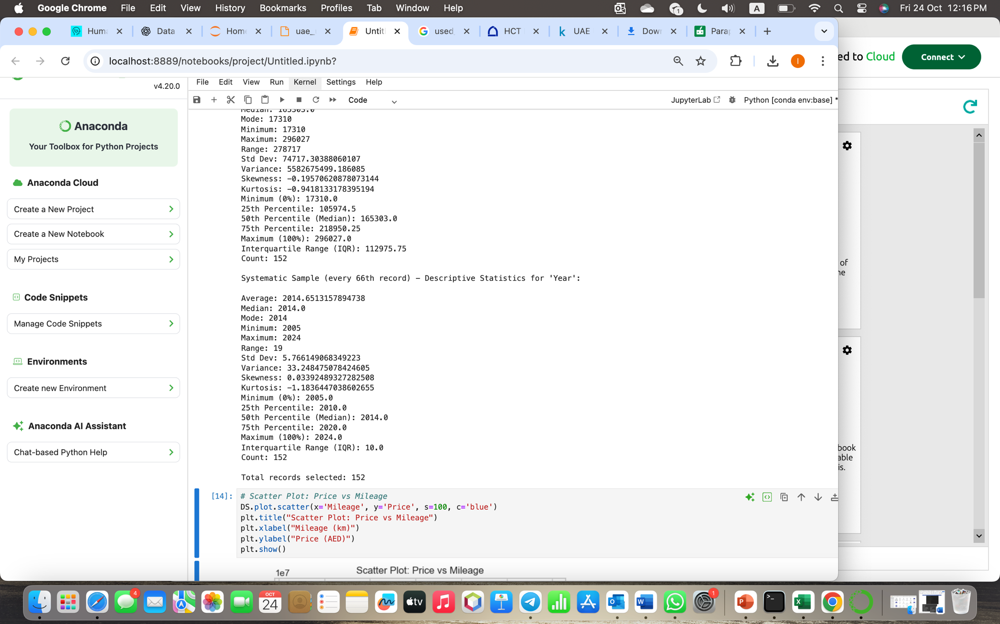 Google Chrome File Edit View History Bookmarks Profiles Tab Window Help
1
A
Fri 24 Oct 12:16 PM
Huma
Data
Home
uae_
Untit
used_
HCT
UAE
Dow
Parap
localhost:8889/notebooks/project/Untitled.ipynb?
ed to Cloud
Connect
v4.20.0
Anaconda
Your Toolbox for Python Projects
Anaconda Cloud
Create a New Project
Create a New Notebook
My Projects
Code Snippets
Manage Code Snippets
Environments
Create new Environment
Anaconda AI Assistant
Chat-based Python Help
File Edit View Run Kernel Settings Help
Code
JupyterLab
Python [conda env:base] *
Median: 165303.0
Mode: 17310
Minimum: 17310
Maximum: 296027
Range: 278717
Std Dev: 74717.30388060107
Variance: 5582675499.186085
Skewness: -0.19570620878073144
Kurtosis: -0.9418133178395194
Minimum (0%): 17310.0
25th Percentile: 105974.5
50th Percentile (Median): 165303.0
75th Percentile: 218950.25
Maximum (100%): 296027.0
Interquartile Range (IQR): 112975.75
Count: 152
Systematic Sample (every 66th record) – Descriptive Statistics for 'Year':
Average: 2014.6513157894738
Median: 2014.0
Mode: 2014
Minimum: 2005
Maximum: 2024
Range: 19
Std Dev: 5.766149068349223
Variance: 33.248475078424605
Skewness: 0.03392489327282508
Kurtosis: -1.1836447038602655
Minimum (0%): 2005.0
25th Percentile: 2010.0
50th Percentile (Median): 2014.0
75th Percentile: 2020.0
Maximum (100%): 2024.0
Interquartile Range (IQR): 10.0
Count: 152
Total records selected: 152
[14]:
# Scatter Plot: Price vs Mileage
DS.plot.scatter(x='Mileage', y='Price', s=100, c='blue')
plt.title("Scatter Plot: Price vs Mileage")
plt.xlabel("Mileage (km)")
plt.ylabel("Price (AED)")
plt.show()
1e7
Scatter Plot: Price vs Mileage
of
ne
book
able
is.
4
OCT
24
tv
1